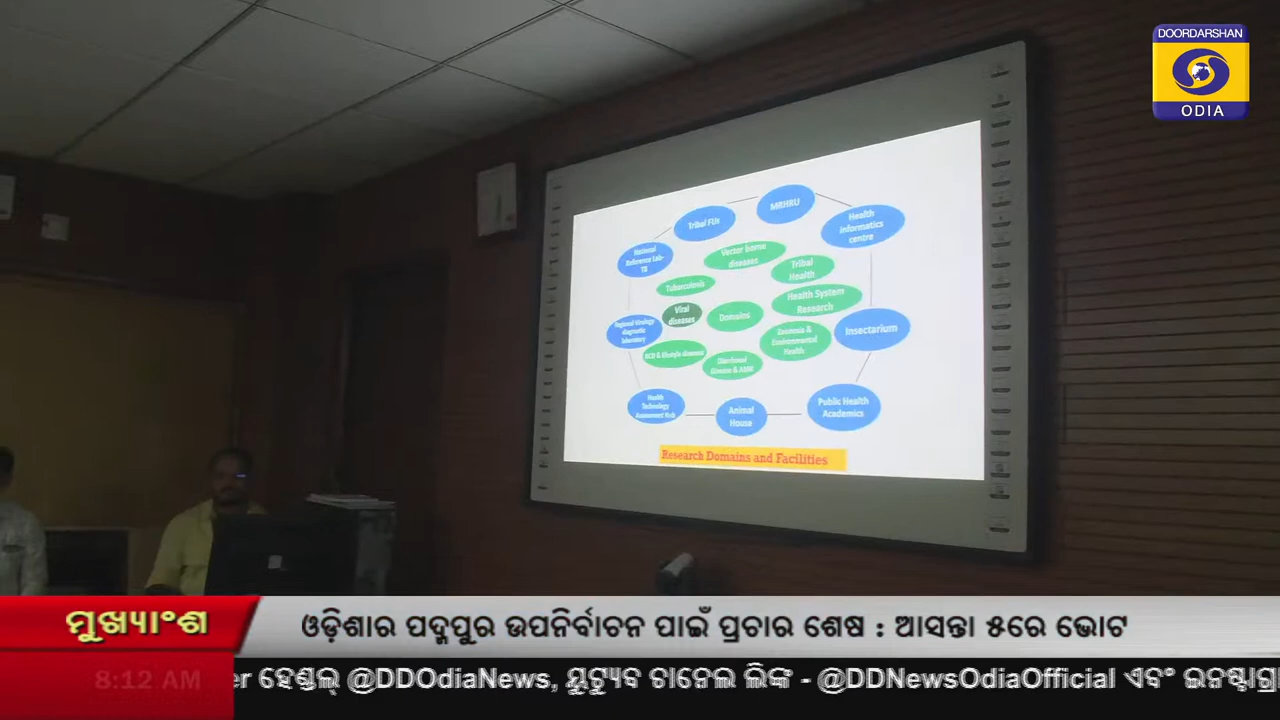 DOORDARSHAN
ODIA
MRHRU
Tribal FUs
Health
informatics
centre
National
Reference Lab-
TB
Vector borne
diseases
Tribal
Health
Tuberculosis
Health System
Research
Viral
diseases
Domains
Regional Virology
diagnostic
laboratory
Insectarium
Zoonosis &
Environmental
Health
NCD & lifestyle diseases
Diarrhoeal
Disease & AMR
Health
Technology
Assessment Hub
Animal
House
Public Health
Academics
Research Domains and Facilities
ମୁଖ୍ୟାଂଶ
ଓଡ଼ିଶାର ପଦ୍ମପୁର ଉପନିର୍ବାଚନ ପାଇଁ ପ୍ରଚାର ଶେଷ : ଆସନ୍ତା ୫ରେ ଭୋଟ
8:12 AM
er ହେଣ୍ଡଲ୍ @DDOdiaNews, ୟୁଟ୍ୟୁବ ଚାନେଲ ଲିଙ୍କ - @DDNewsOdiaOfficial ଏବଂ ଇନଷ୍ଟାଗ୍ରା